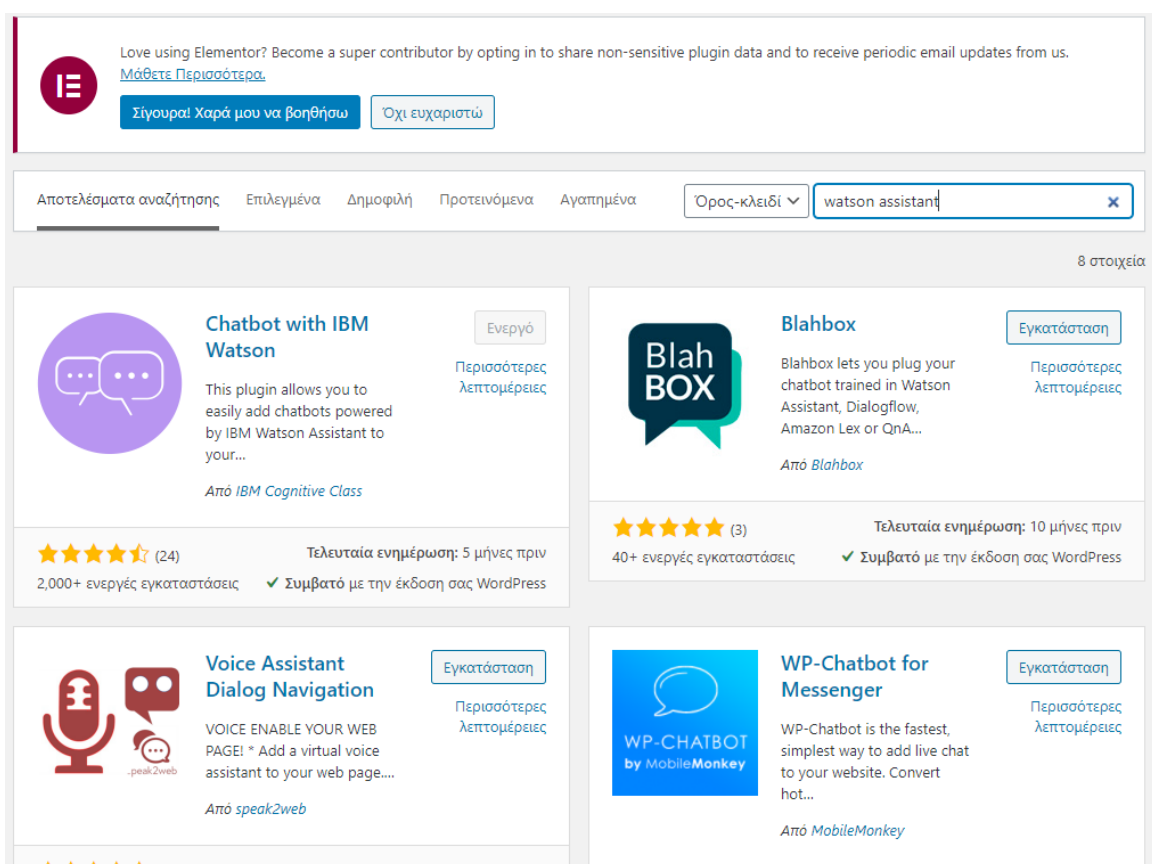 Love using Elementor? Become a super contributor by opting in to share non-sensitive plugin data and to receive periodic email updates from us.
Μάθετε Περισσότερα.
Σίγουρα! Χαρά μου να βοηθήσω
Όχι ευχαριστώ
Αποτελέσματα αναζήτησης Επιλεγμένα Δημοφιλή Προτεινόμενα Αγαπημένα Όρος-κλειδί watson assistant
8 στοιχεία
Chatbot with IBM
Watson
Ενεργό
Περισσότερες
λεπτομέρειες
This plugin allows you to
easily add chatbots powered
by IBM Watson Assistant to
your...
Από IBM Cognitive Class
(24)
Τελευταία ενημέρωση: 5 μήνες πριν
2,000+ ενεργές εγκαταστάσεις
Συμβατό με την έκδοση σας WordPress
Blah
BOX
Blahbox
Εγκατάσταση
Περισσότερες
λεπτομέρειες
Blahbox lets you plug your
chatbot trained in Watson
Assistant, Dialogflow,
Amazon Lex or QnA...
Από Blahbox
(3)
Τελευταία ενημέρωση: 10 μήνες πριν
40+ ενεργές εγκαταστάσεις
Συμβατό με την έκδοση σας WordPress
.peak2web
Voice Assistant
Dialog Navigation
Εγκατάσταση
Περισσότερες
λεπτομέρειες
VOICE ENABLE YOUR WEB
PAGE! * Add a virtual voice
assistant to your web page....
Από speak2web
WP-CHATBOT
by MobileMonkey
WP-Chatbot for
Messenger
Εγκατάσταση
Περισσότερες
λεπτομέρειες
WP-Chatbot is the fastest,
simplest way to add live chat
to your website. Convert
hot...
Από MobileMonkey